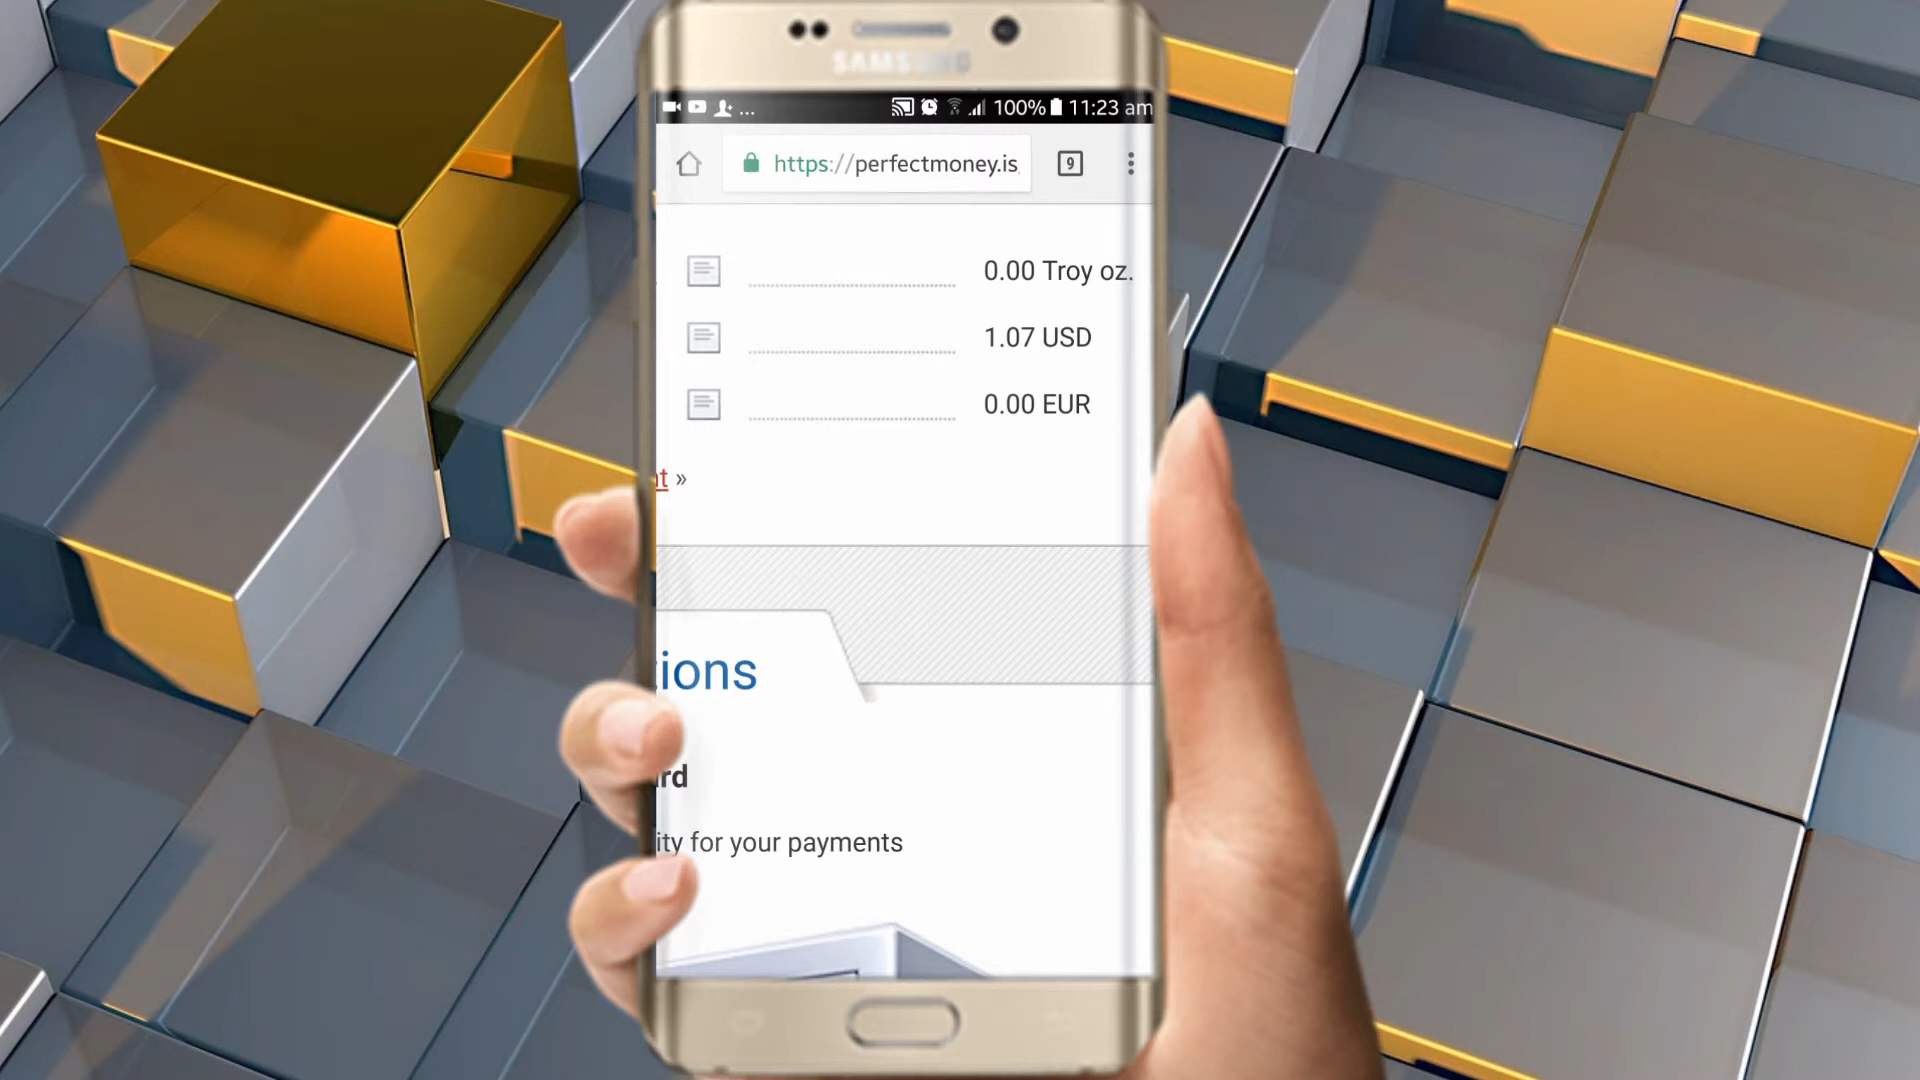 SAMSUNG
... 100% 11:23 am
https://perfectmoney.is 9
0.00 Troy oz.
1.07 USD
0.00 EUR
t »
ions
rd
ity for your payments